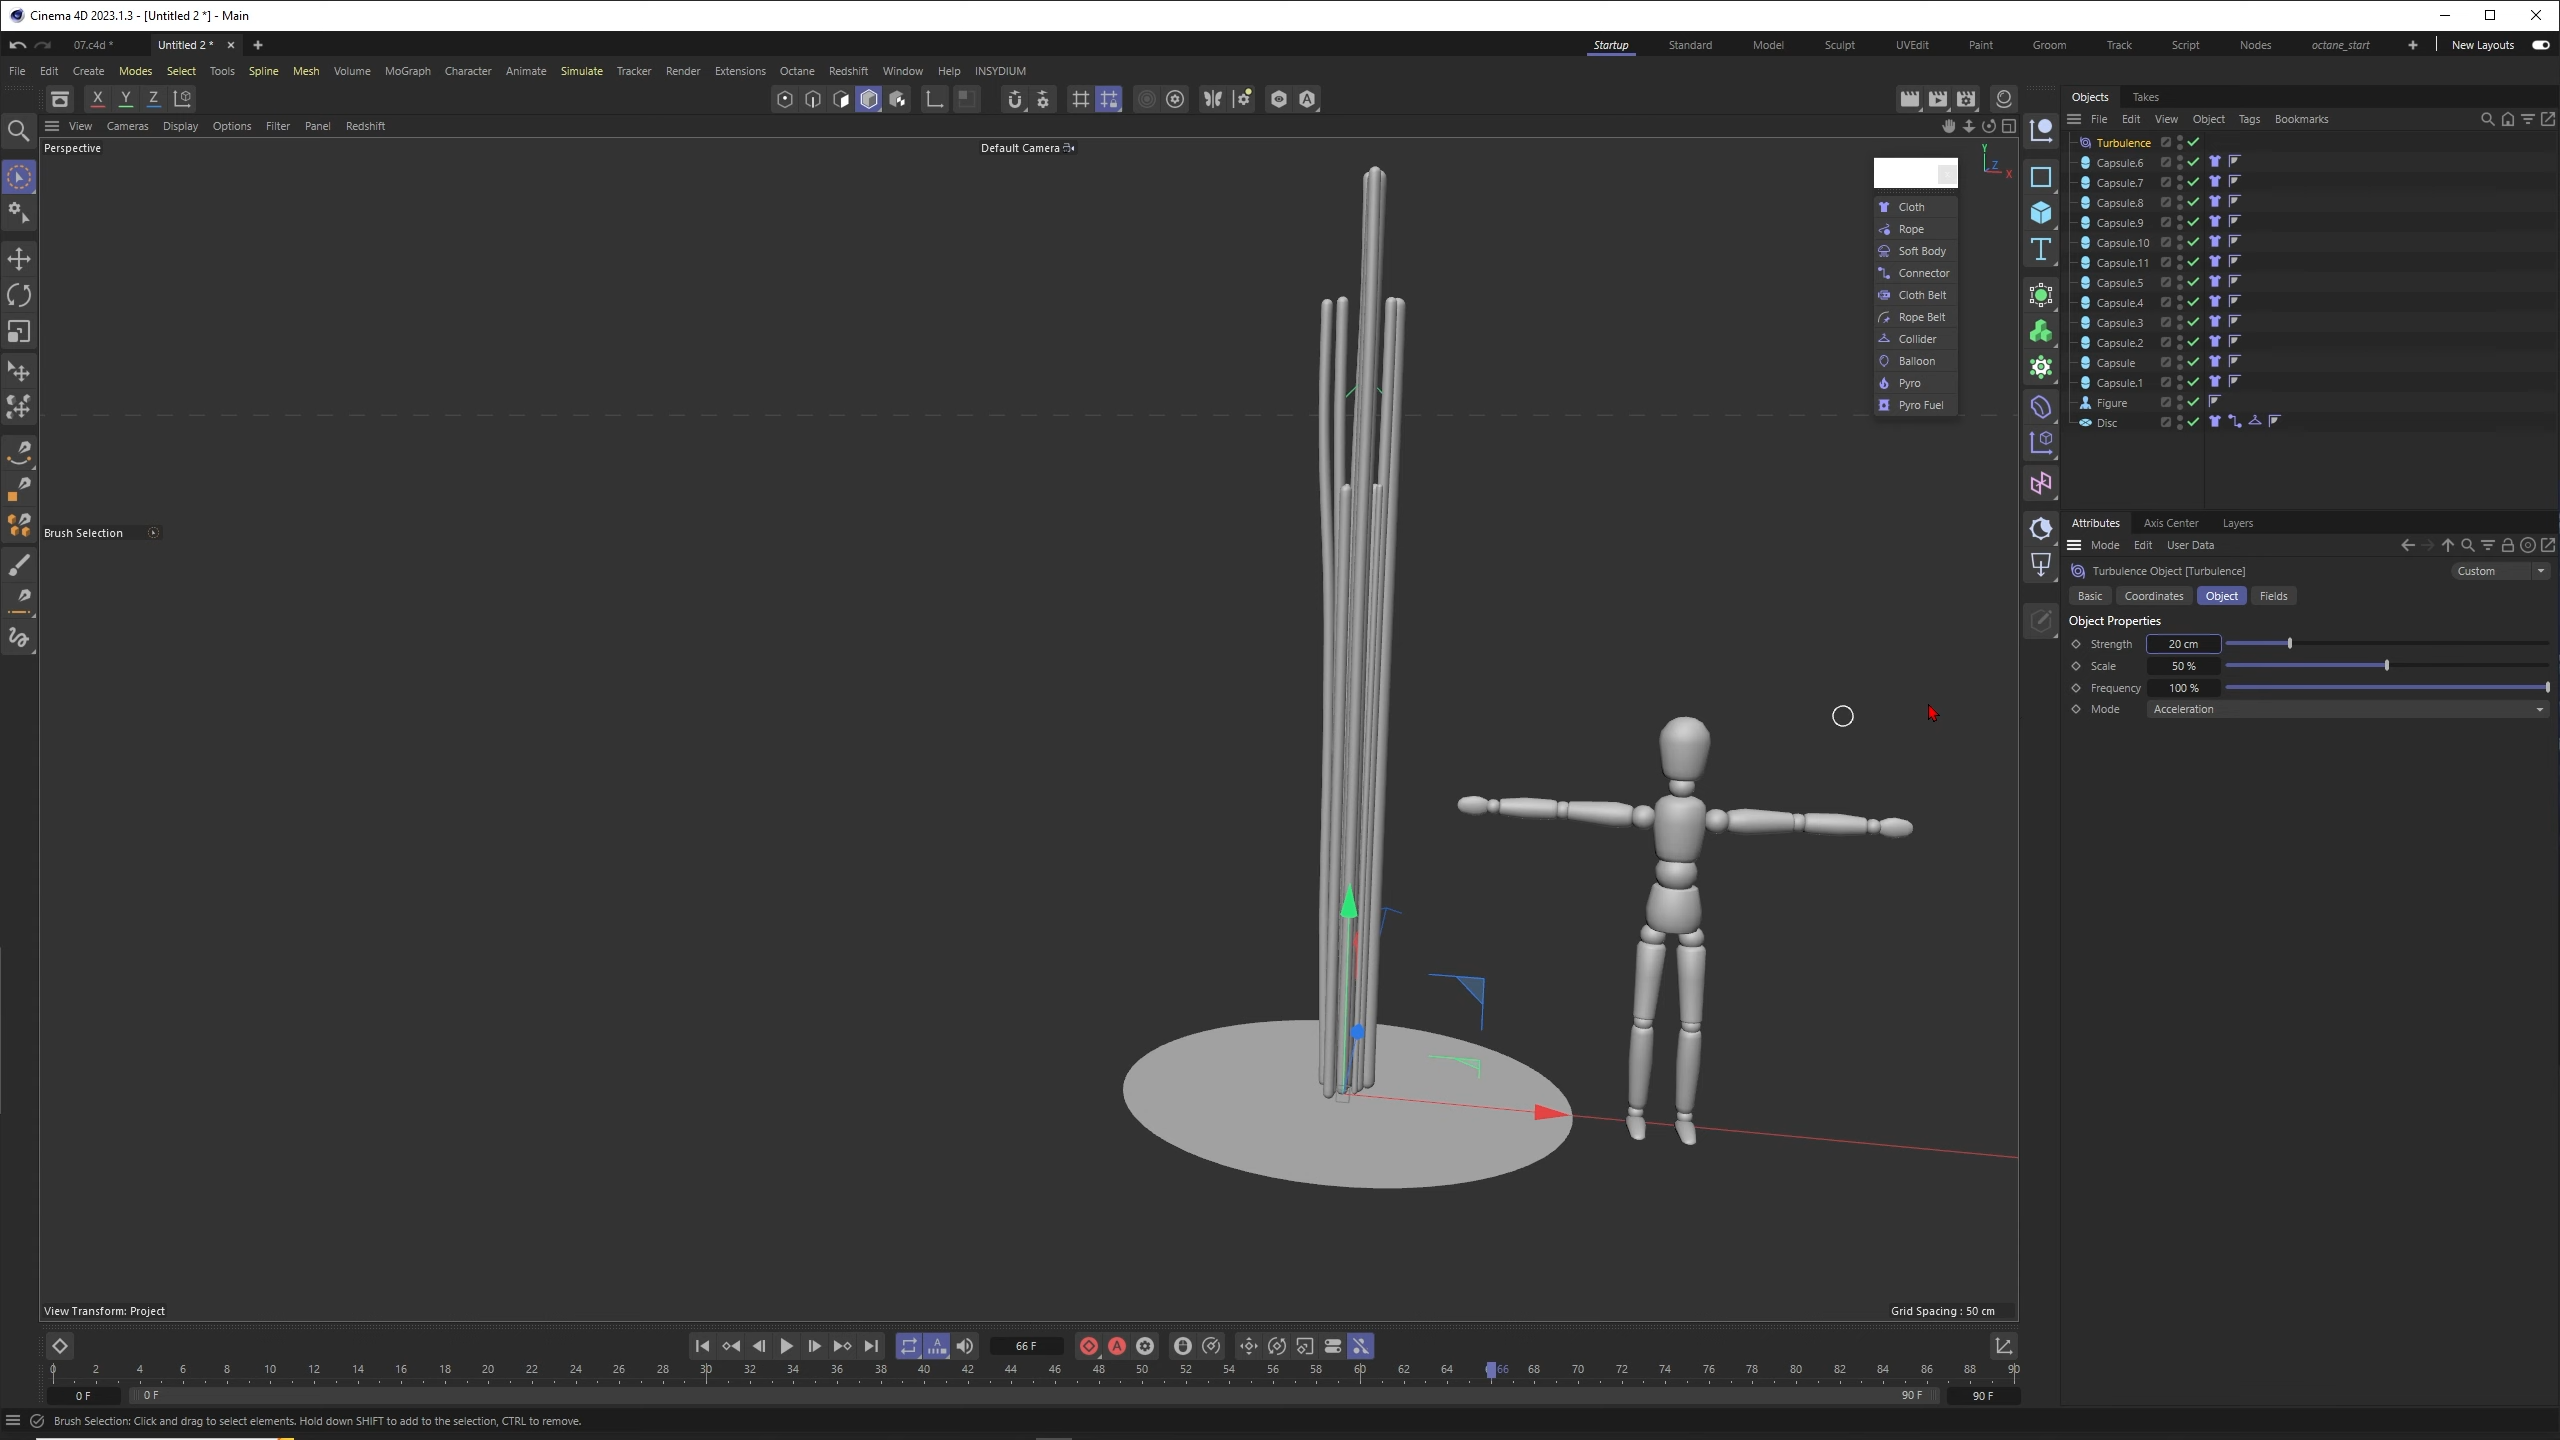 Cinema 4D 2023.1.3 - [Untitled 2 *] - Main
07.c4d *
Untitled 2 *
Startup
Standard
Model
Sculpt
UVEdit
Paint
Groom
Track
Script
Nodes
octane_start
New Layouts
File
Edit
Create
Modes
Select
Tools
Spline
Mesh
Volume
MoGraph
Character
Animate
Simulate
Tracker
Render
Extensions
Octane
Redshift
Window
Help
INSYDIUM
X
Y
Z
Objects
Takes
View
Cameras
Display
Options
Filter
Panel
Redshift
File
Edit
View
Object
Tags
Bookmarks
Perspective
Default Camera
Y
Z
X
Cloth
Rope
Soft Body
Connector
Cloth Belt
Rope Belt
Collider
Balloon
Pyro
Pyro Fuel
Turbulence
Capsule.6
Capsule.7
Capsule.8
Capsule.9
Capsule.10
Capsule.11
Capsule.5
Capsule.4
Capsule.3
Capsule.2
Capsule
Capsule.1
Figure
Disc
Brush Selection
Attributes
Axis Center
Layers
Mode
Edit
User Data
Turbulence Object [Turbulence]
Custom
Basic
Coordinates
Object
Fields
Object Properties
Strength 20 cm
Scale 50 %
Frequency 100 %
Mode Acceleration
View Transform: Project
Grid Spacing : 50 cm
66 F
0 2 4 6 8 10 12 14 16 18 20 22 24 26 28 30 32 34 36 38 40 42 44 46 48 50 52 54 56 58 60 62 64 66 68 70 72 74 76 78 80 82 84 86 88 90
0 F
0 F
90 F
90 F
Brush Selection: Click and drag to select elements. Hold down SHIFT to add to the selection, CTRL to remove.